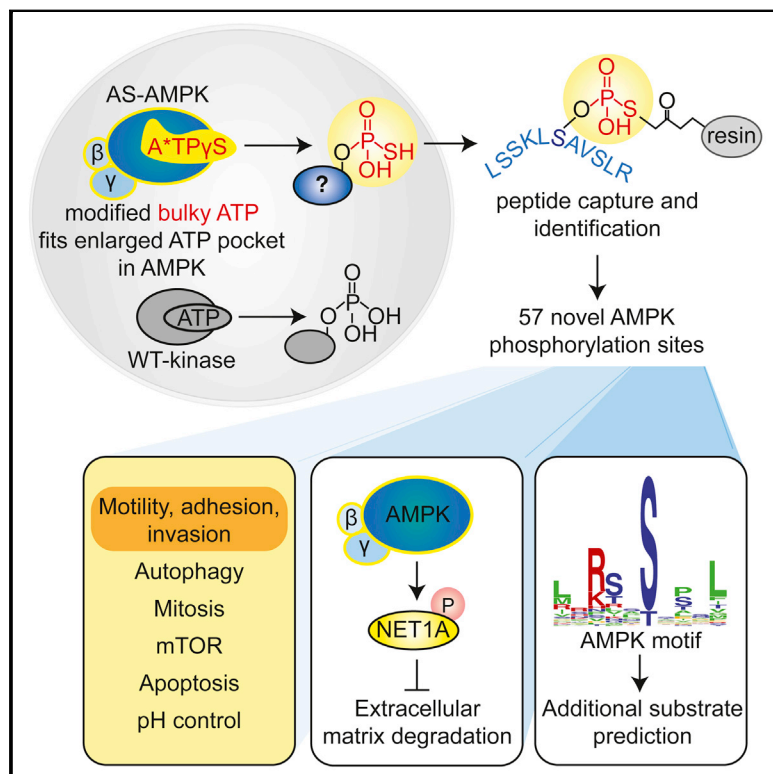 AS-AMPK
A*TPγS
β
γ
modified bulky ATP
fits enlarged ATP pocket
in AMPK
ATP
WT-kinase
O
P
SH
O
OH
?
O
P
OH
O
OH
O
P
S
O
OH
O
resin
LSSKLSAVSLR
peptide capture and
identification
57 novel AMPK
phosphorylation sites
Motility, adhesion,
invasion
Autophagy
Mitosis
mTOR
Apoptosis
pH control
β
γ
AMPK
P
NET1A
Extracellular
matrix degradation
L
M
R
K
S
T
S
T
P
S
L
I
AMPK motif
Additional substrate
prediction